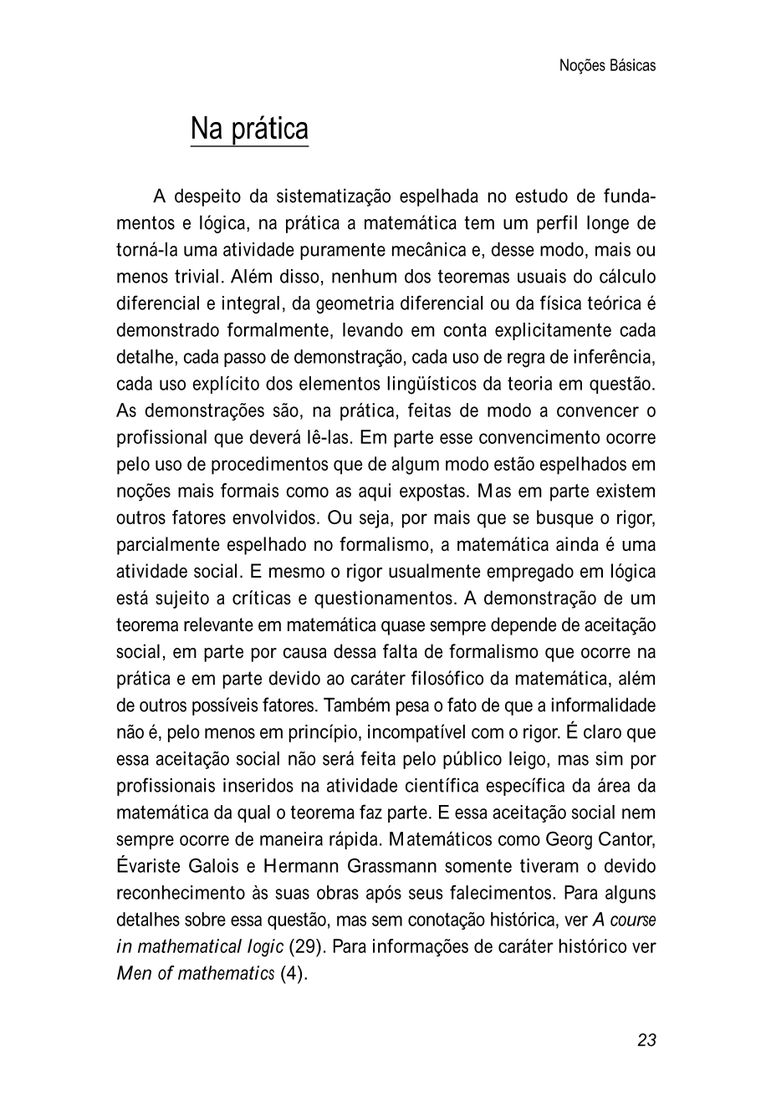 Noções Básicas
Na prática
A despeito da sistematização espelhada no estudo de funda-
mentos e lógica, na prática a matemática tem um perfil longe de
torná-la uma atividade puramente mecânica e, desse modo, mais ou
menos trivial. Além disso, nenhum dos teoremas usuais do cálculo
diferencial e integral, da geometria diferencial ou da física teórica é
demonstrado formalmente, levando em conta explicitamente cada
detalhe, cada passo de demonstração, cada uso de regra de inferência,
cada uso explícito dos elementos lingüísticos da teoria em questão.
As demonstrações são, na prática, feitas de modo a convencer o
profissional que deverá lê-las. Em parte esse convencimento ocorre
pelo uso de procedimentos que de algum modo estão espelhados em
noções mais formais como as aqui expostas. Mas em parte existem
outros fatores envolvidos. Ou seja, por mais que se busque o rigor,
parcialmente espelhado no formalismo, a matemática ainda é uma
atividade social. E mesmo o rigor usualmente empregado em lógica
está sujeito a críticas e questionamentos. A demonstração de um
teorema relevante em matemática quase sempre depende de aceitação
social, em parte por causa dessa falta de formalismo que ocorre na
prática e em parte devido ao caráter filosófico da matemática, além
de outros possíveis fatores. Também pesa o fato de que a informalidade
não é, pelo menos em princípio, incompatível com o rigor. É claro que
essa aceitação social não será feita pelo público leigo, mas sim por
profissionais inseridos na atividade científica específica da área da
matemática da qual o teorema faz parte. E essa aceitação social nem
sempre ocorre de maneira rápida. Matemáticos como Georg Cantor,
Évariste Galois e Hermann Grassmann somente tiveram o devido
reconhecimento às suas obras após seus falecimentos. Para alguns
detalhes sobre essa questão, mas sem conotação histórica, ver A course
in mathematical logic (29). Para informações de caráter histórico ver
Men of mathematics (4).
23